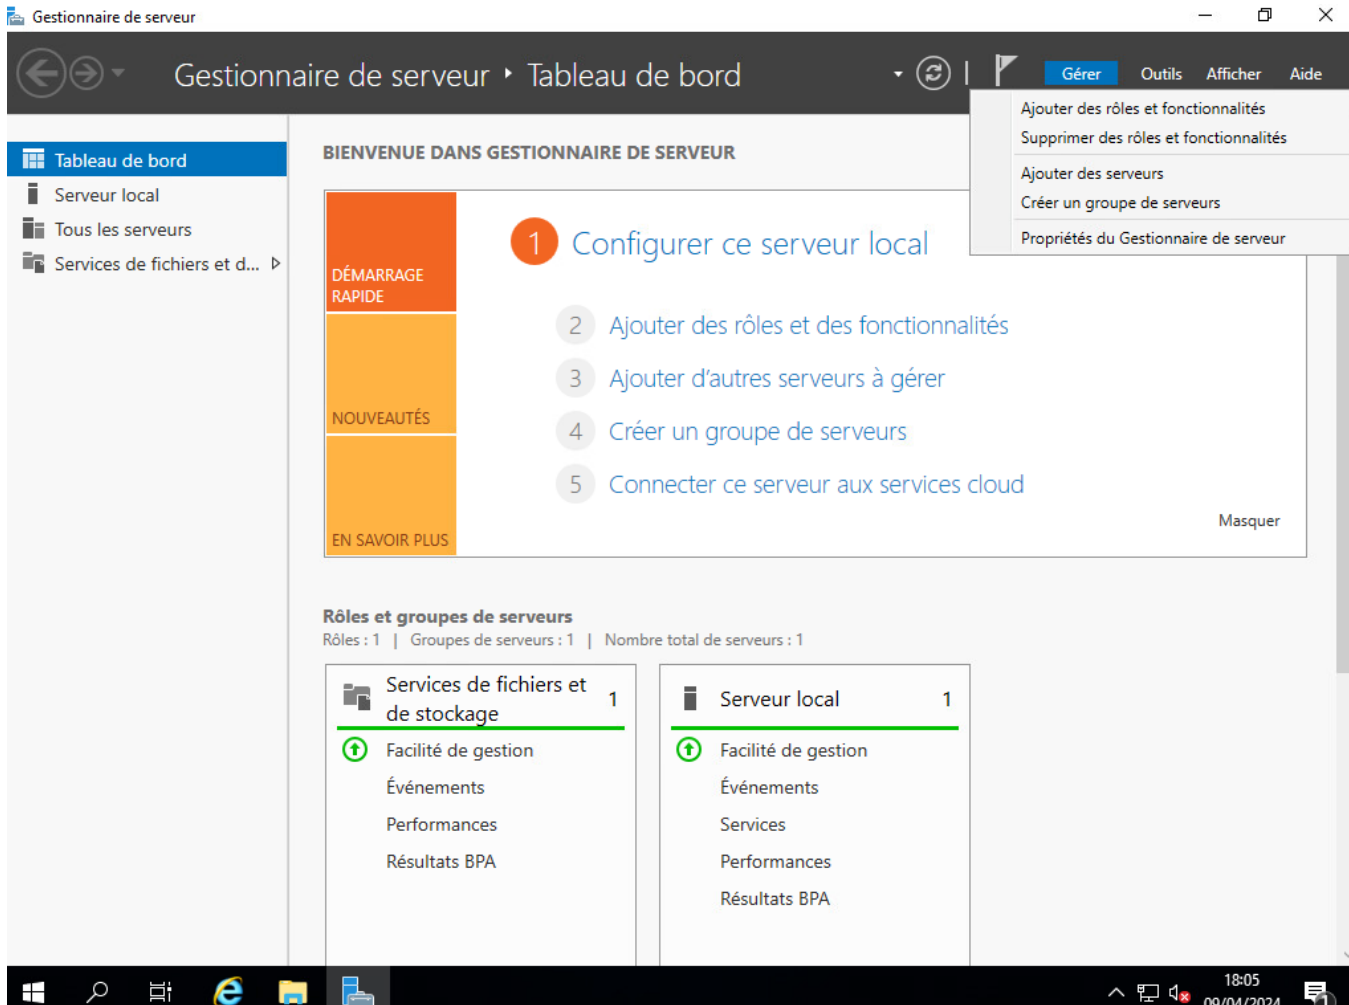 Gestionnaire de serveur
Gestionnaire de serveur ‣ Tableau de bord
Gérer Outils Afficher Aide
Ajouter des rôles et fonctionnalités
Supprimer des rôles et fonctionnalités
Ajouter des serveurs
Créer un groupe de serveurs
Propriétés du Gestionnaire de serveur
Tableau de bord
Serveur local
Tous les serveurs
Services de fichiers et d...
BIENVENUE DANS GESTIONNAIRE DE SERVEUR
DÉMARRAGE
RAPIDE
NOUVEAUTÉS
EN SAVOIR PLUS
1 Configurer ce serveur local
2 Ajouter des rôles et des fonctionnalités
3 Ajouter d’autres serveurs à gérer
4 Créer un groupe de serveurs
5 Connecter ce serveur aux services cloud
Masquer
Rôles et groupes de serveurs
Rôles : 1 | Groupes de serveurs : 1 | Nombre total de serveurs : 1
Services de fichiers et
de stockage
1
Facilité de gestion
Événements
Performances
Résultats BPA
Serveur local 1
Facilité de gestion
Événements
Services
Performances
Résultats BPA
18:05
09/04/2024
1